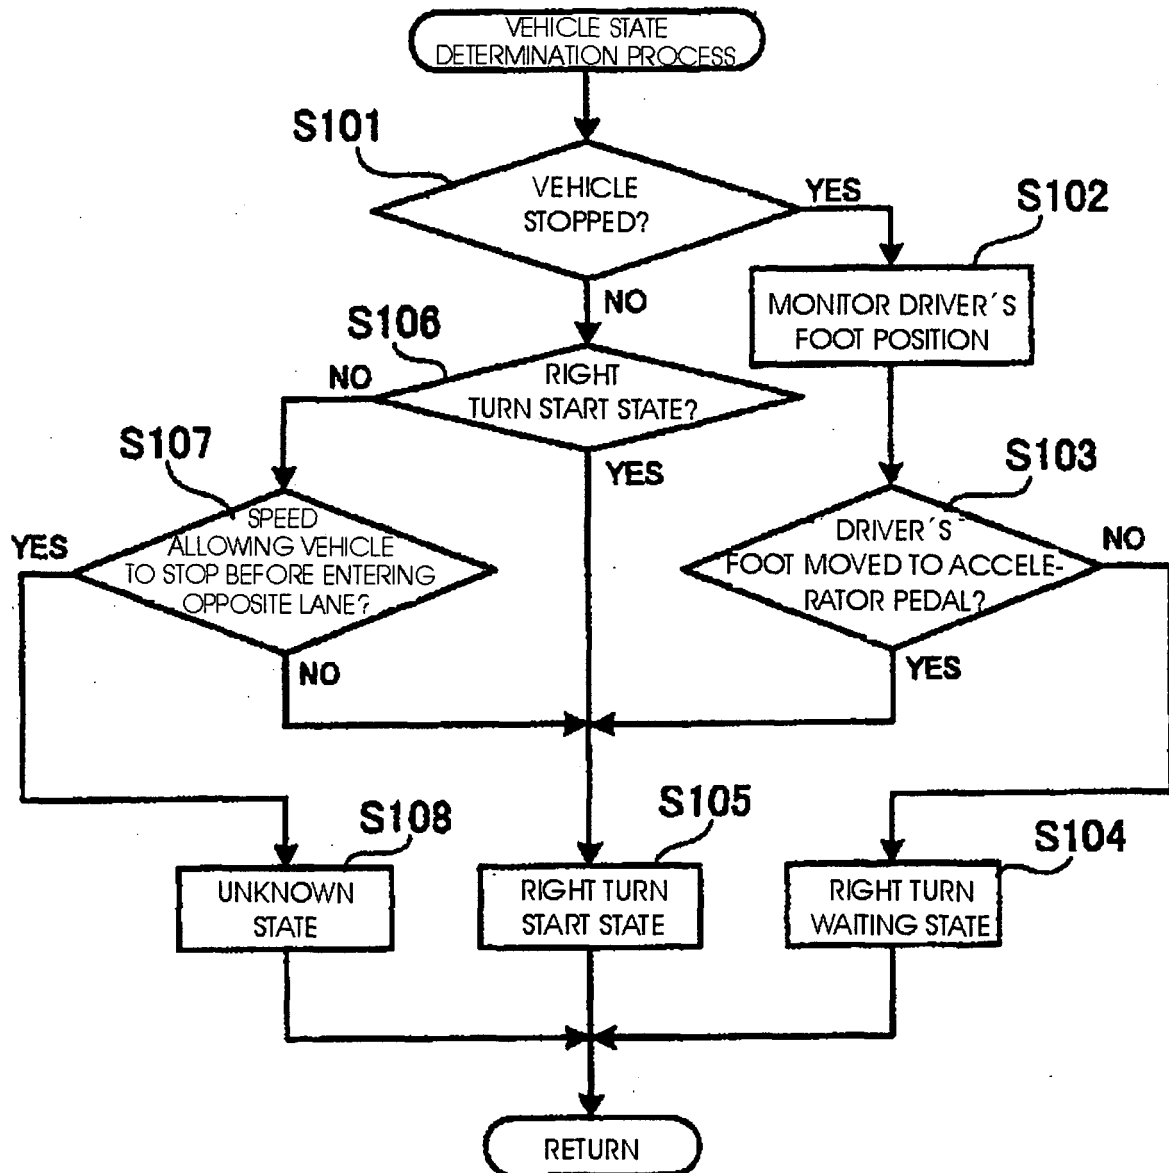 VEHICLE STATE
DETERMINATION PROCESS
S101
VEHICLE
STOPPED?
YES
S102
MONITOR DRIVER´S
FOOT POSITION
NO
S106
RIGHT
TURN START STATE?
NO
YES
S107
SPEED
ALLOWING VEHICLE
TO STOP BEFORE ENTERING
OPPOSITE LANE?
YES
NO
S103
DRIVER´S
FOOT MOVED TO ACCELE-
RATOR PEDAL?
NO
YES
S108
UNKNOWN
STATE
S105
RIGHT TURN
START STATE
S104
RIGHT TURN
WAITING STATE
RETURN